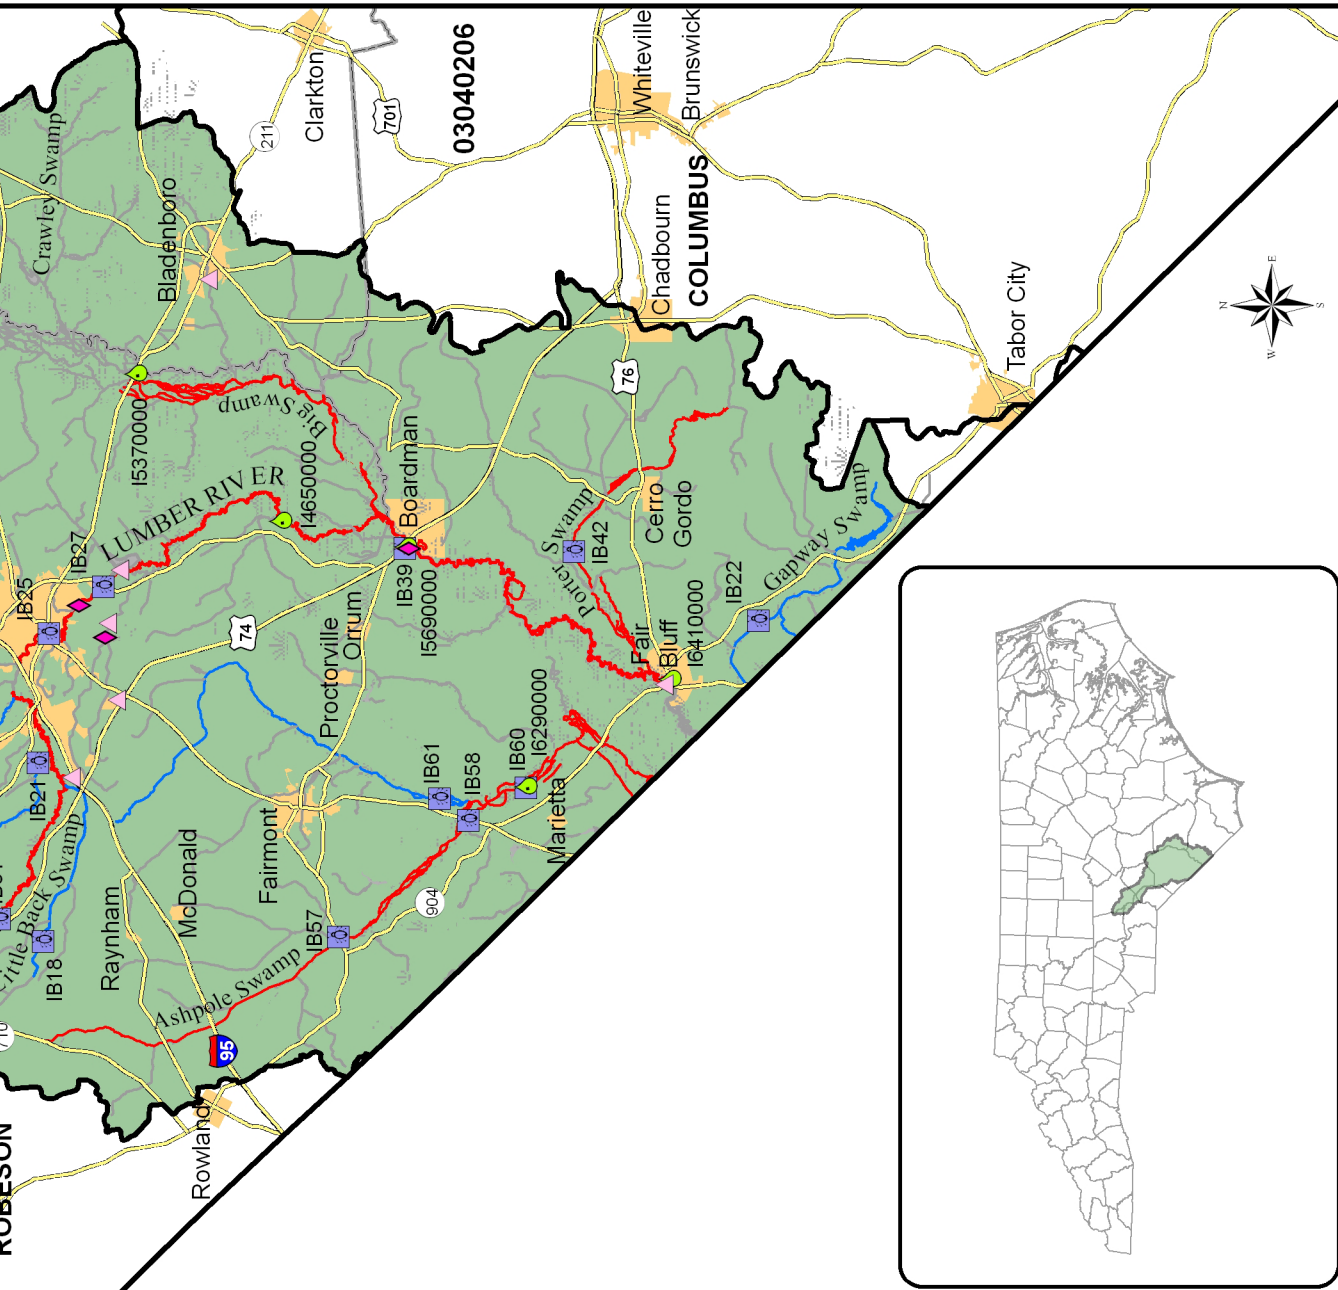 Crawley Swamp
Clarkton
211
701
03040206
Whiteville
Brunswick
Bladenboro
Chadbourn
COLUMBUS
Tabor City
N
E
S
W
76
I5370000
Big Swamp
LUMBER RIVER
I4650000
Boardman
IB27
IB25
IB39
I5690000
Porter Swamp
IB42
Cerro
Gordo
Gapway Swamp
IB22
Fair
Bluff
I6410000
74
Orrum
Proctorville
IB21
IB61
IB58
IB60
I6290000
Marietta
Little Back Swamp
IB18
McDonald
Raynham
Fairmont
904
IB57
Ashpole Swamp
95
710
Rowland
ROBESON